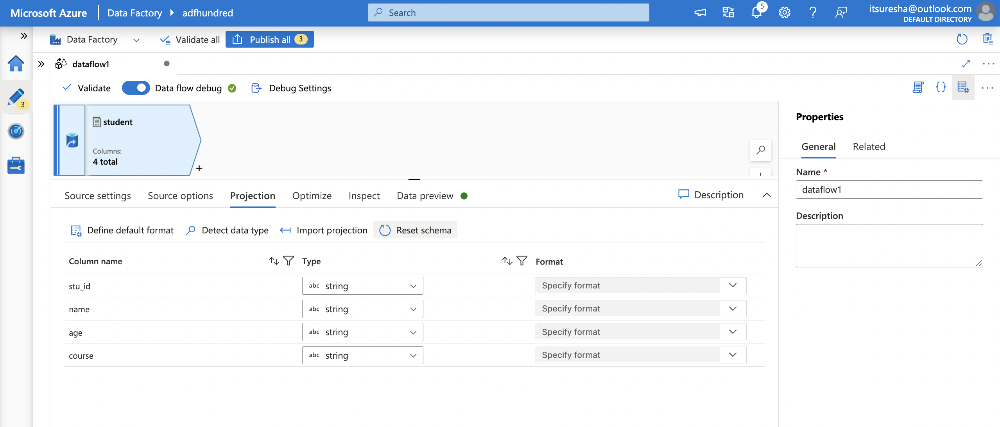 Microsoft Azure
Data Factory
adfhundred
Search
5
itsuresha@outlook.com
DEFAULT DIRECTORY
Data Factory
Validate all
Publish all 3
dataflow1
3
Validate
Data flow debug
Debug Settings
csv
student
Columns:
4 total
Properties
General
Related
Name *
dataflow1
Description
Source settings
Source options
Projection
Optimize
Inspect
Data preview
Description
Define default format
Detect data type
Import projection
Reset schema
Column name
Type
Format
stu_id
abc string
Specify format
name
abc string
Specify format
age
abc string
Specify format
course
abc string
Specify format